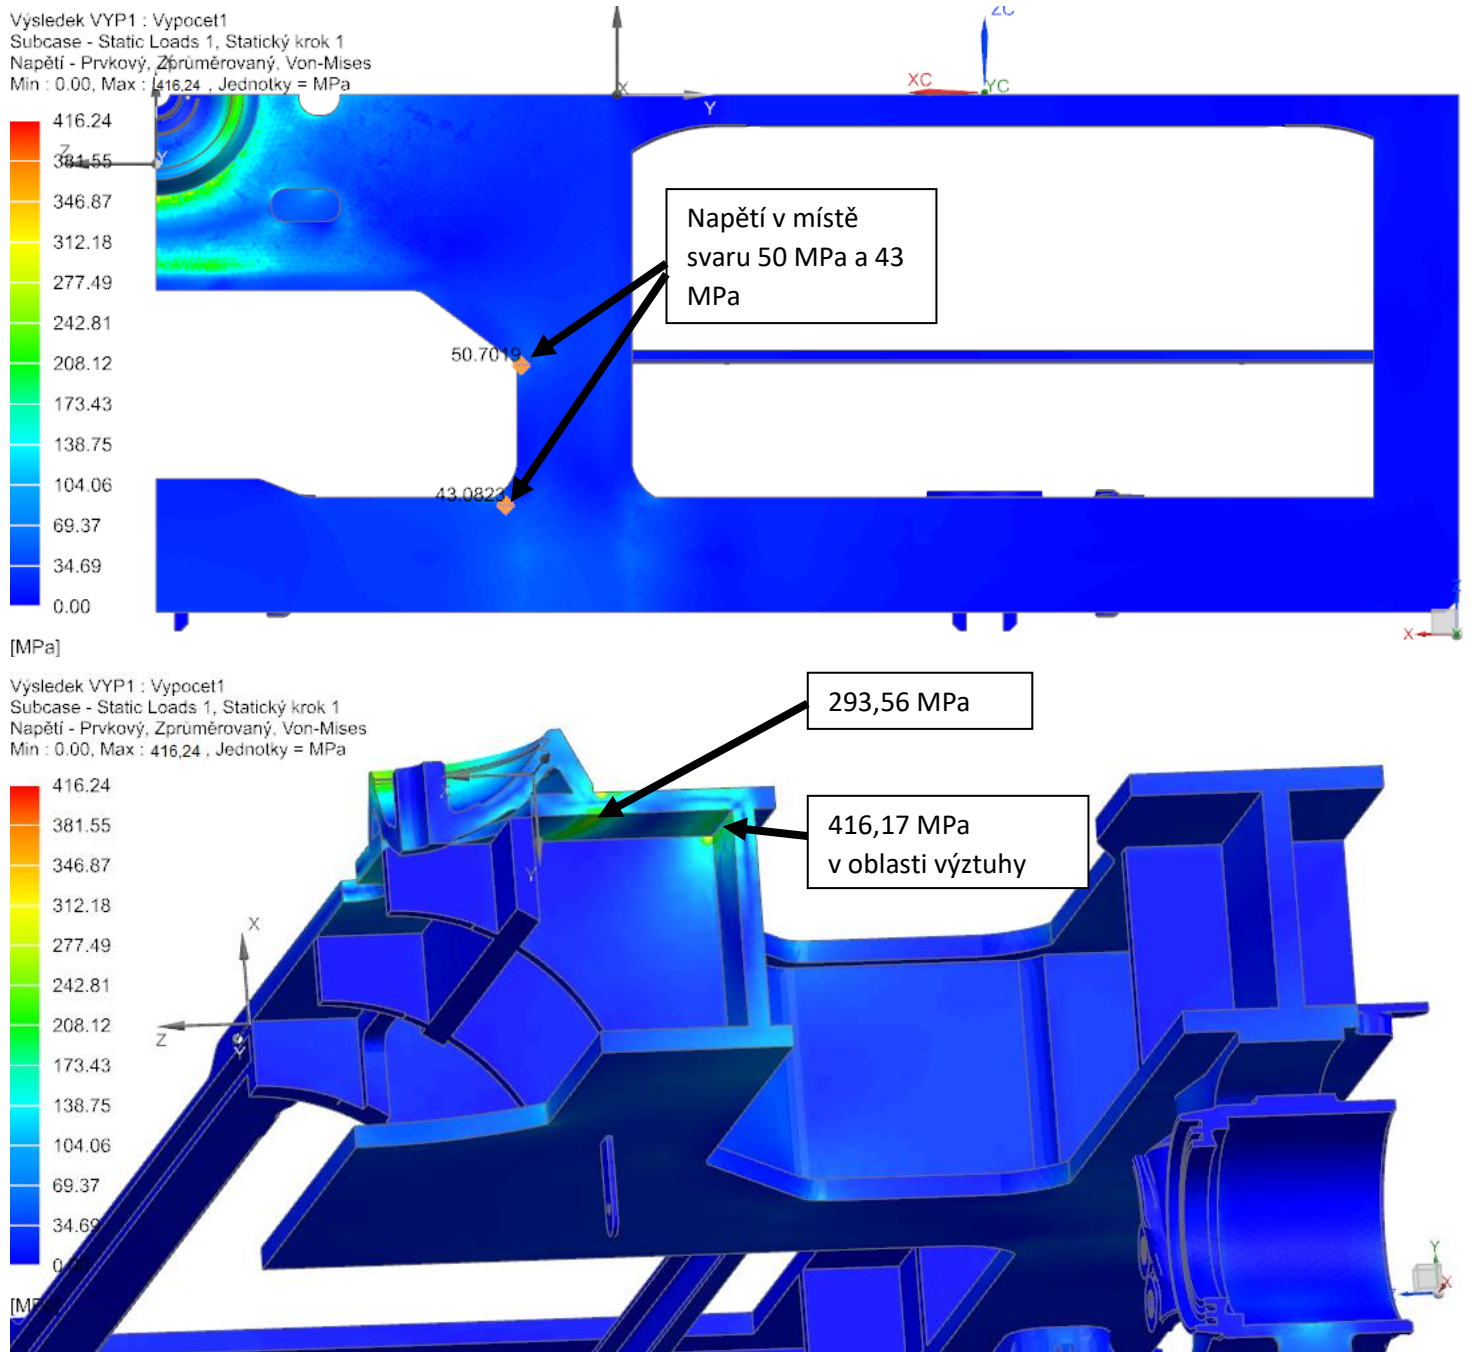 Výsledek VYP1 : Vypocet1
Subcase - Static Loads 1, Statický krok 1
Napětí - Prvkový, Zprůměrovaný, Von-Mises
Min : 0.00, Max : 416,24 , Jednotky = MPa
416.24
381.55
346.87
312.18
277.49
242.81
208.12
173.43
138.75
104.06
69.37
34.69
0.00
[MPa]
X
Z
Y
X
Y
ZC
XC
YC
Napětí v místě
svaru 50 MPa a 43
MPa
50.7019
43.0823
Z
X
Výsledek VYP1 : Vypocet1
Subcase - Static Loads 1, Statický krok 1
Napětí - Prvkový, Zprůměrovaný, Von-Mises
Min : 0.00, Max : 416,24 , Jednotky = MPa
416.24
381.55
346.87
312.18
277.49
242.81
208.12
173.43
138.75
104.06
69.37
34.69
293,56 MPa
416,17 MPa
v oblasti výztuhy
Z
Y
X
Z
Y
Y
X